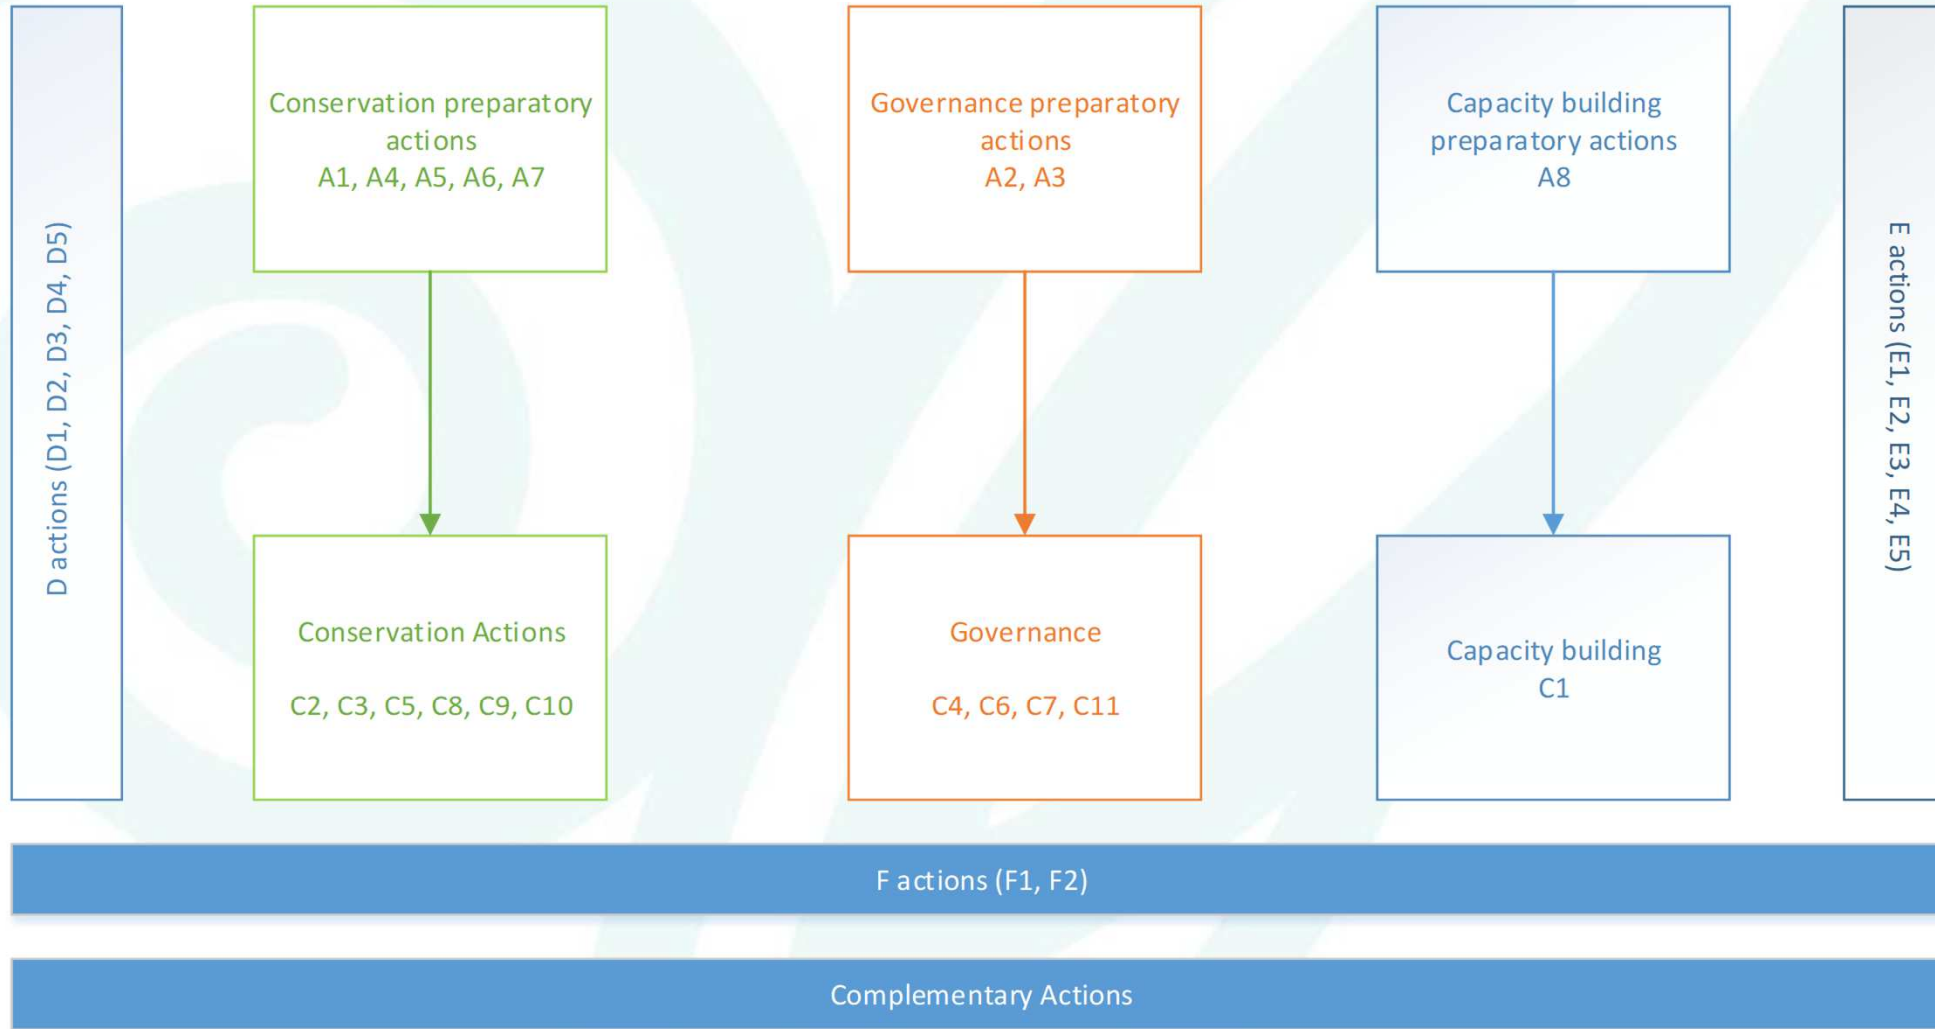 D actions (D1, D2, D3, D4, D5)
Conservation preparatory
actions
A1, A4, A5, A6, A7
Governance preparatory
actions
A2, A3
Capacity building
preparatory actions
A8
E actions (E1, E2, E3, E4, E5)
Conservation Actions
C2, C3, C5, C8, C9, C10
Governance
C4, C6, C7, C11
Capacity building
C1
F actions (F1, F2)
Complementary Actions